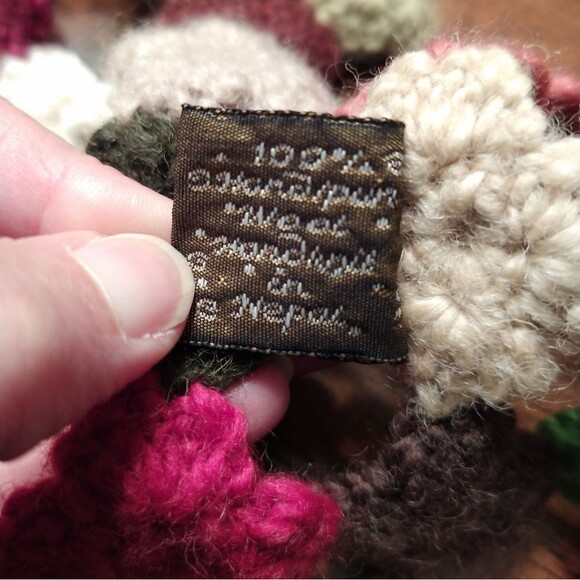 100%
Handspun
Wool
Handknit
in
Nepal